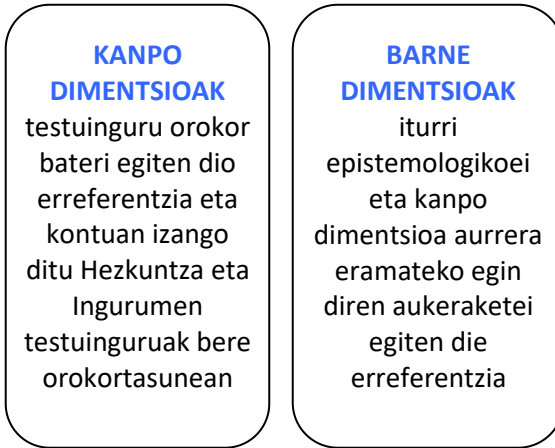 KANPO
DIMENTSIOAK
testuinguru orokor
bateri egiten dio
erreferentzia eta
kontuan izango
ditu Hezkuntza eta
Ingurumen
testuinguruak bere
orokortasunean
BARNE
DIMENTSIOAK
iturri
epistemologikoei
eta kanpo
dimentsioa aurrera
eramateko egin
diren aukeraketei
egiten die
erreferentzia